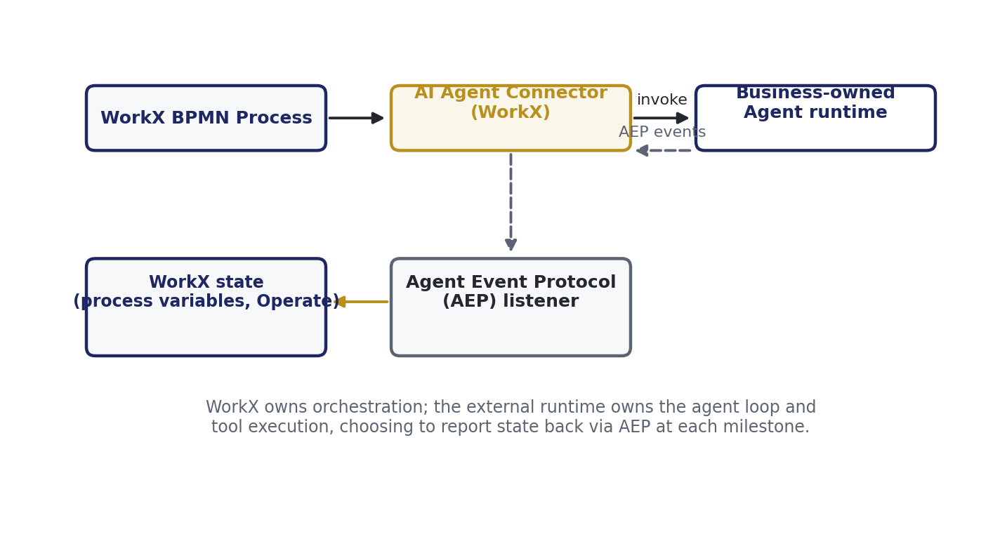 AI Agent Connector
(WorkX)
WorkX BPMN Process
invoke
Business-owned
Agent runtime
AEP events
WorkX state
(process variables, Operate)
Agent Event Protocol
(AEP) listener
WorkX owns orchestration; the external runtime owns the agent loop and
tool execution, choosing to report state back via AEP at each milestone.